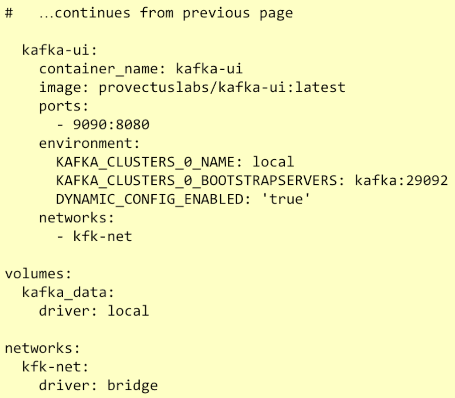 #   ...continues from previous page

  kafka-ui:
    container_name: kafka-ui
    image: provectuslabs/kafka-ui:latest
    ports:
      - 9090:8080
    environment:
      KAFKA_CLUSTERS_0_NAME: local
      KAFKA_CLUSTERS_0_BOOTSTRAPSERVERS: kafka:29092
      DYNAMIC_CONFIG_ENABLED: 'true'
    networks:
      - kfk-net

volumes:
  kafka_data:
    driver: local

networks:
  kfk-net:
    driver: bridge